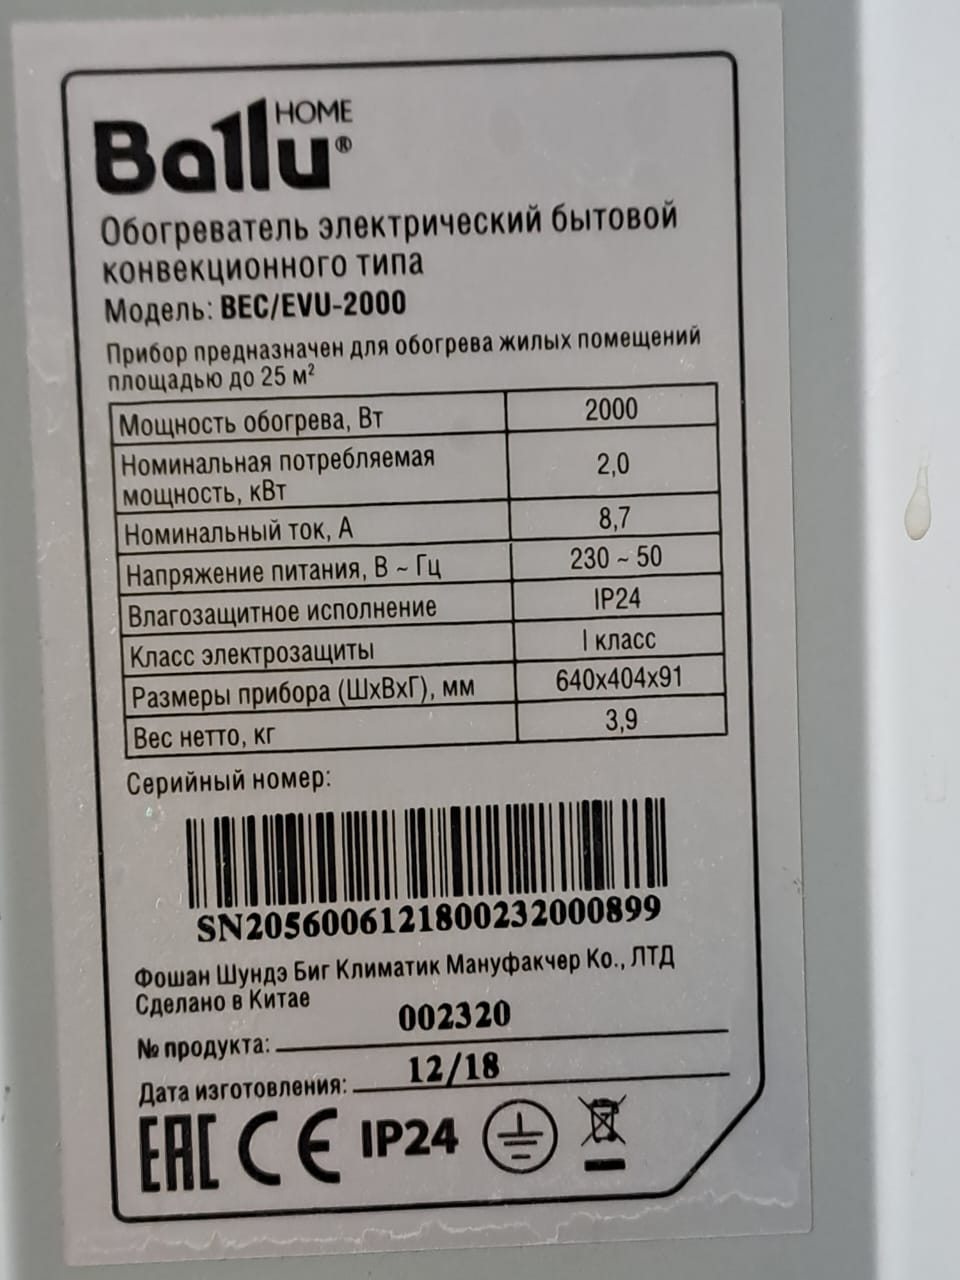 Ballu® HOME
Обогреватель электрический бытовой
конвекционного типа
Модель: BEC/EVU-2000
Прибор предназначен для обогрева жилых помещений
площадью до 25 м²
Мощность обогрева, Вт 2000
Номинальная потребляемая
мощность, кВт 2,0
Номинальный ток, А 8,7
Напряжение питания, В ~ Гц 230 ~ 50
Влагозащитное исполнение IP24
Класс электрозащиты I класс
Размеры прибора (ШхВхГ), мм 640x404x91
Вес нетто, кг 3,9
Серийный номер:
SN2056006121800232000899
Фошан Шундэ Биг Климатик Мануфакчер Ко., ЛТД
Сделано в Китае
№ продукта: 002320
Дата изготовления: 12/18
EAC CE IP24